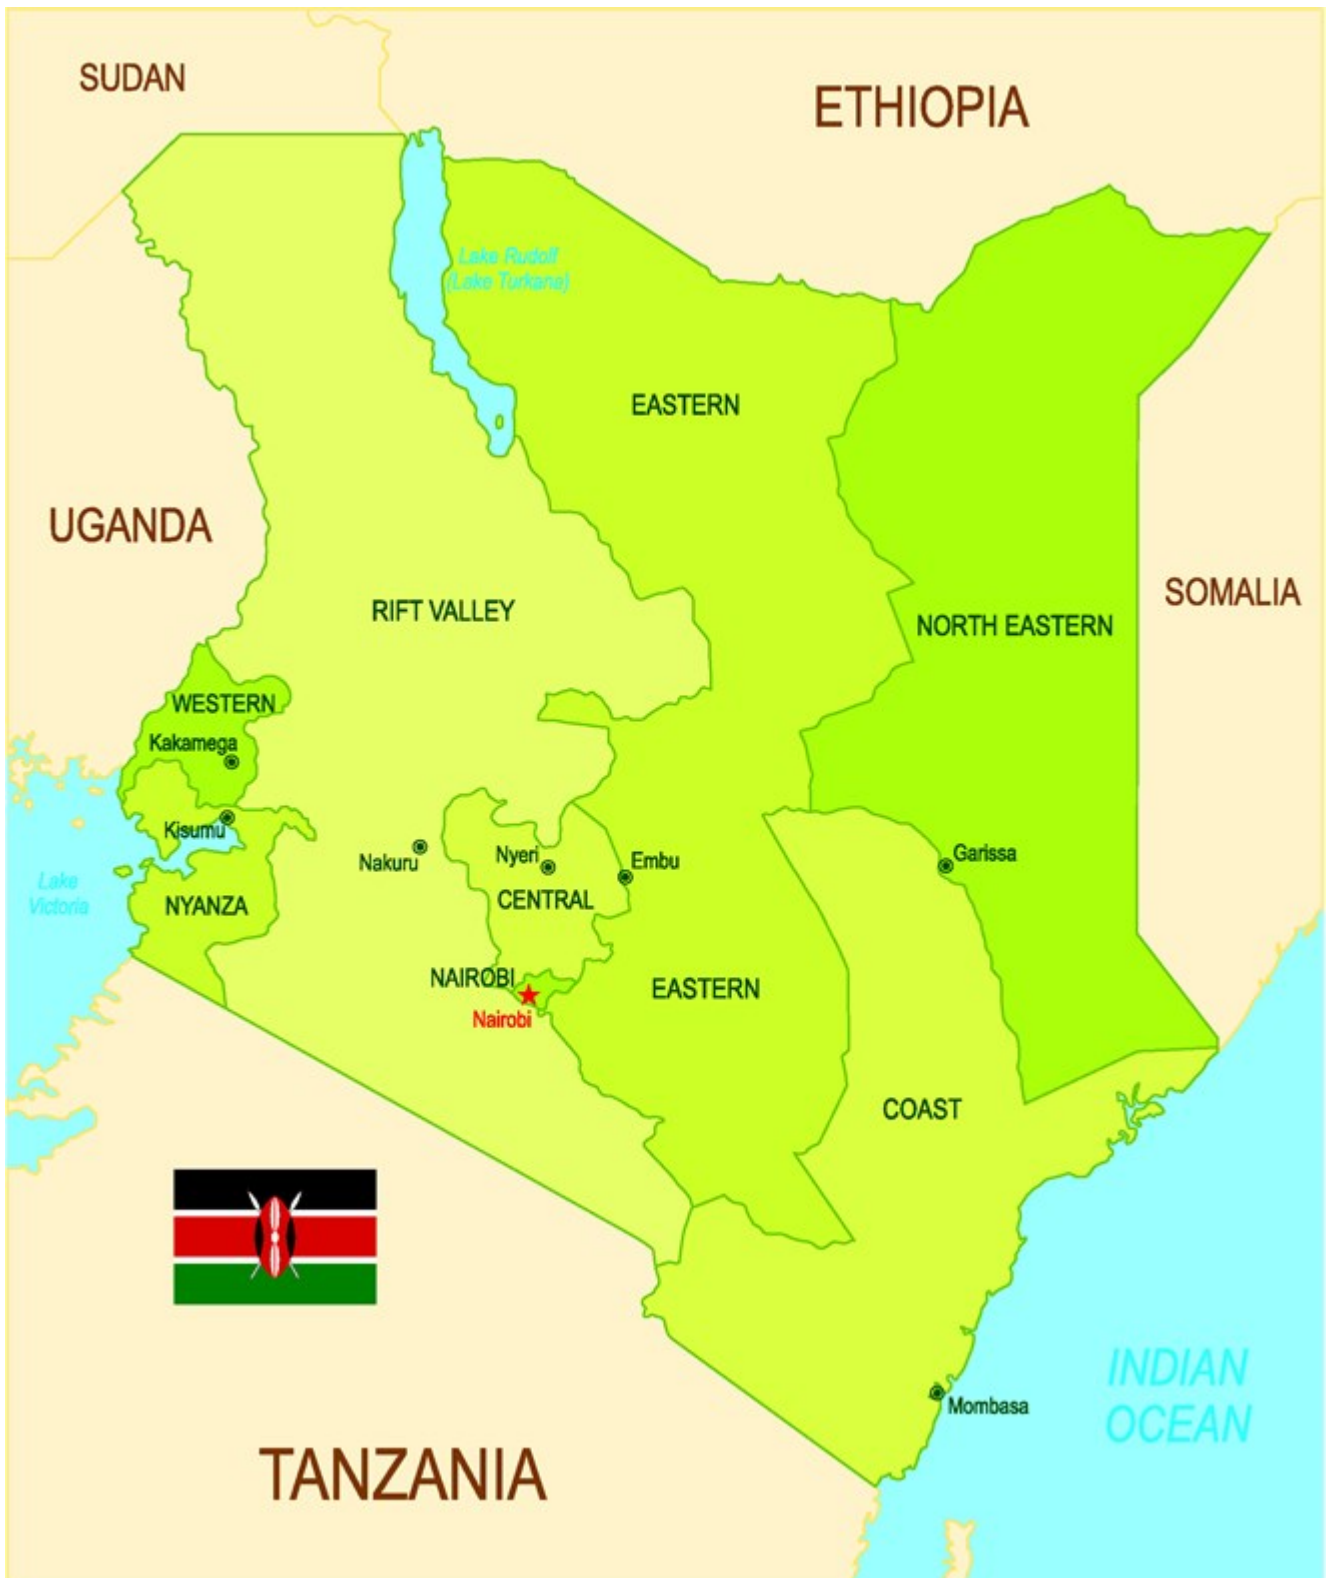 SUDAN
ETHIOPIA
Lake Rudolf
(Lake Turkana)
EASTERN
UGANDA
SOMALIA
RIFT VALLEY
NORTH EASTERN
WESTERN
Kakamega
Kisumu
Nakuru
Nyeri
Embu
Garissa
Lake
Victoria
NYANZA
CENTRAL
NAIROBI
Nairobi
EASTERN
COAST
INDIAN
OCEAN
Mombasa
TANZANIA